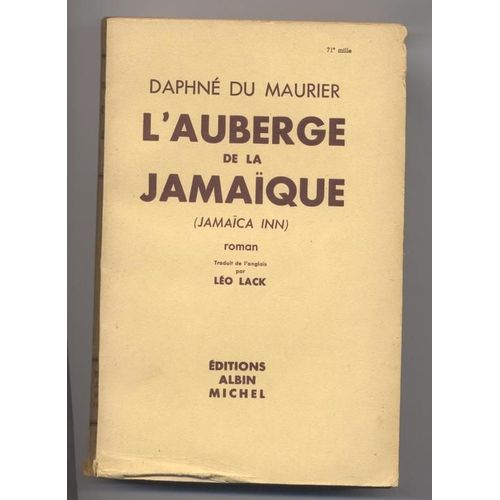 71e mille
DAPHNÉ DU MAURIER
L'AUBERGE
DE LA
JAMAÏQUE
(JAMAÏCA INN)
roman
Traduit de l'anglais
par
LÉO LACK
ÉDITIONS
ALBIN
MICHEL